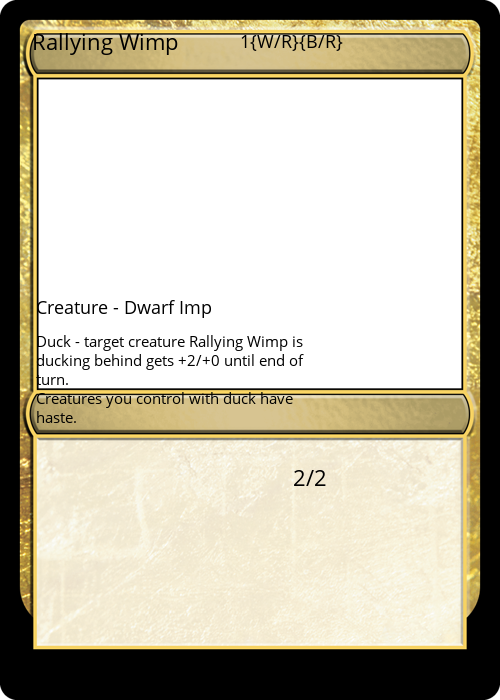 Rallying Wimp 1{W/R}{B/R}
Creature - Dwarf Imp
Duck - target creature Rallying Wimp is
ducking behind gets +2/+0 until end of
turn.
Creatures you control with duck have
haste.
2/2